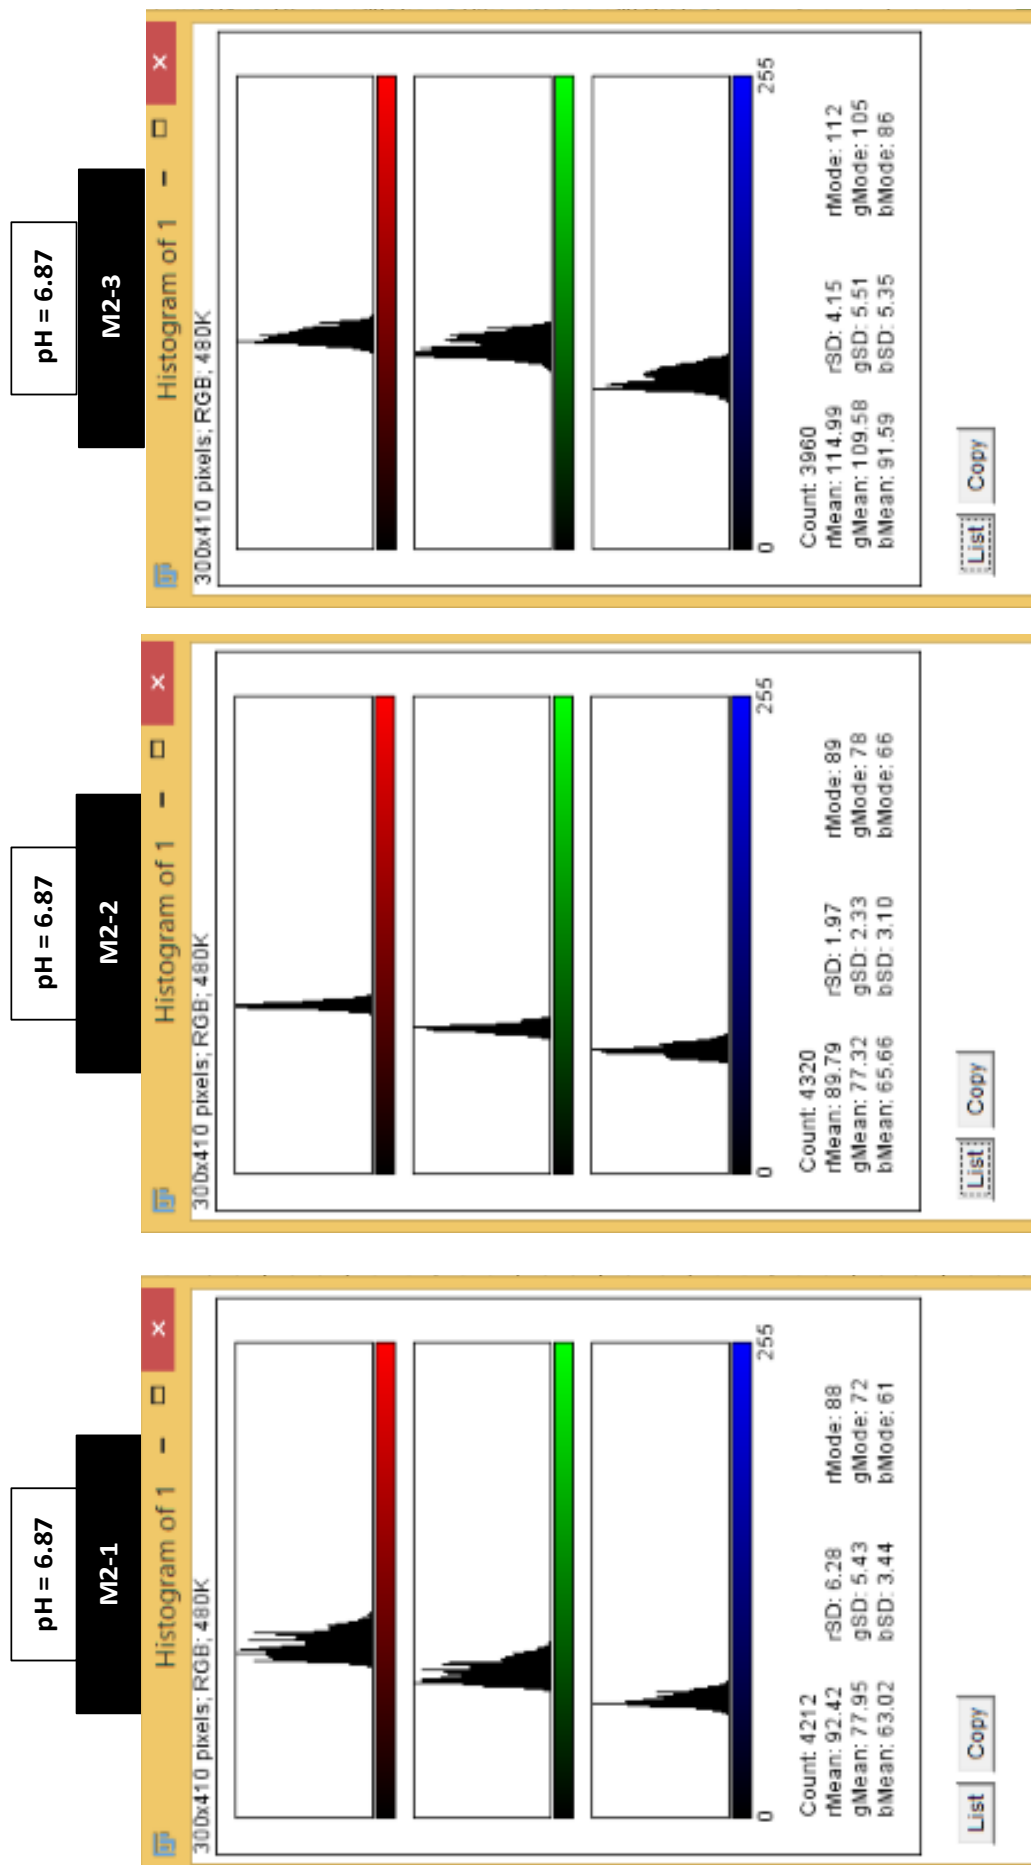 pH = 6.87
M2-1
Histogram of 1
300x410 pixels; RGB; 480K
0 255
Count: 4212
rMean: 92.42 rSD: 6.28 rMode: 88
gMean: 77.95 gSD: 5.43 gMode: 72
bMean: 63.02 bSD: 3.44 bMode: 61
List Copy
pH = 6.87
M2-2
Histogram of 1
300x410 pixels; RGB; 480K
0 255
Count: 4320
rMean: 89.79 rSD: 1.97 rMode: 89
gMean: 77.32 gSD: 2.33 gMode: 78
bMean: 65.66 bSD: 3.10 bMode: 66
List Copy
pH = 6.87
M2-3
Histogram of 1
300x410 pixels; RGB; 480K
0 255
Count: 3960
rMean: 114.99 rSD: 4.15 rMode: 112
gMean: 109.58 gSD: 5.51 gMode: 105
bMean: 91.59 bSD: 5.35 bMode: 86
List Copy